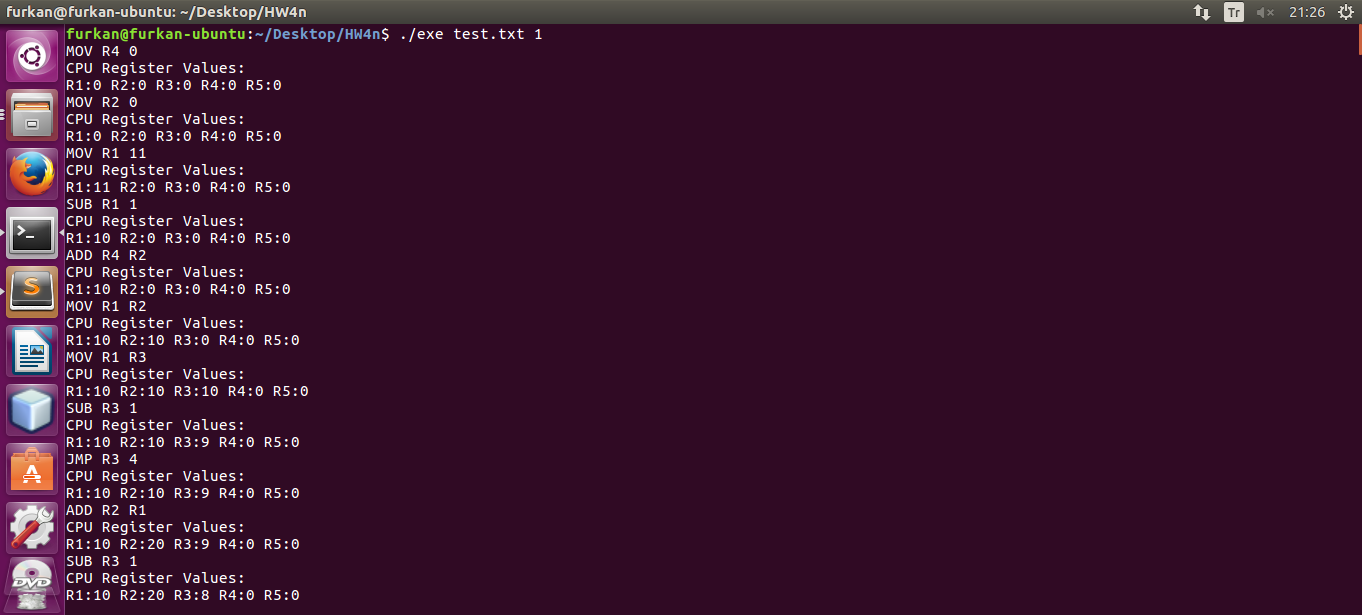 furkan@furkan-ubuntu: ~/Desktop/HW4n
Tr
21:26
furkan@furkan-ubuntu:~/Desktop/HW4n$ ./exe test.txt 1
MOV R4 0
CPU Register Values:
R1:0 R2:0 R3:0 R4:0 R5:0
MOV R2 0
CPU Register Values:
R1:0 R2:0 R3:0 R4:0 R5:0
MOV R1 11
CPU Register Values:
R1:11 R2:0 R3:0 R4:0 R5:0
SUB R1 1
CPU Register Values:
R1:10 R2:0 R3:0 R4:0 R5:0
ADD R4 R2
CPU Register Values:
R1:10 R2:0 R3:0 R4:0 R5:0
MOV R1 R2
CPU Register Values:
R1:10 R2:10 R3:0 R4:0 R5:0
MOV R1 R3
CPU Register Values:
R1:10 R2:10 R3:10 R4:0 R5:0
SUB R3 1
CPU Register Values:
R1:10 R2:10 R3:9 R4:0 R5:0
JMP R3 4
CPU Register Values:
R1:10 R2:10 R3:9 R4:0 R5:0
ADD R2 R1
CPU Register Values:
R1:10 R2:20 R3:9 R4:0 R5:0
SUB R3 1
CPU Register Values:
R1:10 R2:20 R3:8 R4:0 R5:0
>_
S
A
DVD